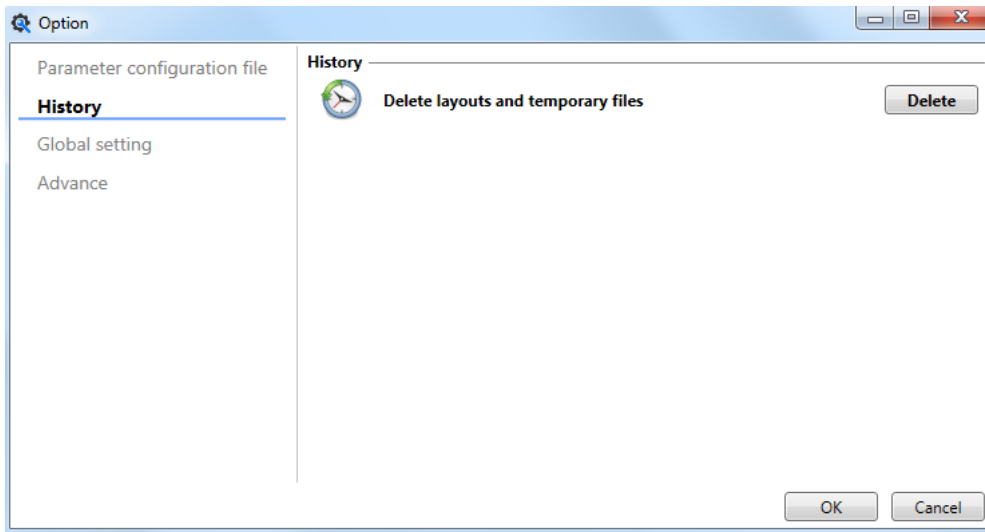 Option
Parameter configuration file
History
Global setting
Advance
History
Delete layouts and temporary files
Delete
OK
Cancel